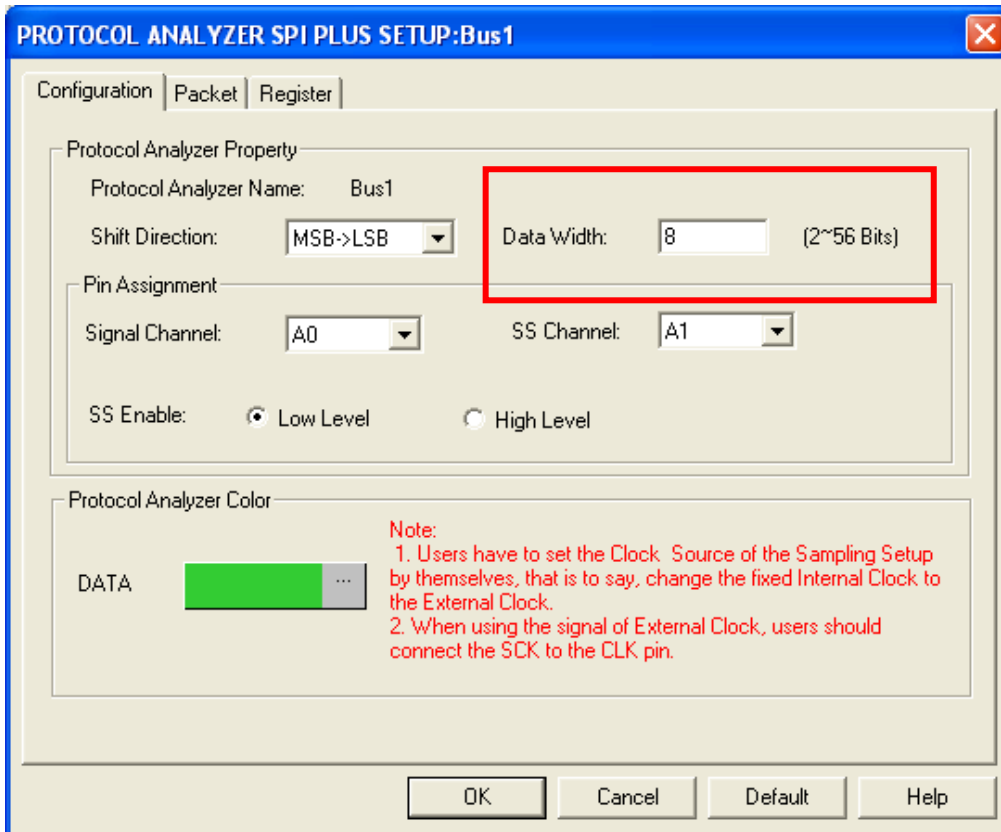 PROTOCOL ANALYZER SPI PLUS SETUP:Bus1
Configuration Packet Register
Protocol Analyzer Property
Protocol Analyzer Name: Bus1
Shift Direction: MSB->LSB Data Width: 8 (2~56 Bits)
Pin Assignment
Signal Channel: A0 SS Channel: A1
SS Enable: Low Level High Level
Protocol Analyzer Color
DATA ...
Note:
1. Users have to set the Clock Source of the Sampling Setup
by themselves, that is to say, change the fixed Internal Clock to
the External Clock.
2. When using the signal of External Clock, users should
connect the SCK to the CLK pin.
OK Cancel Default Help